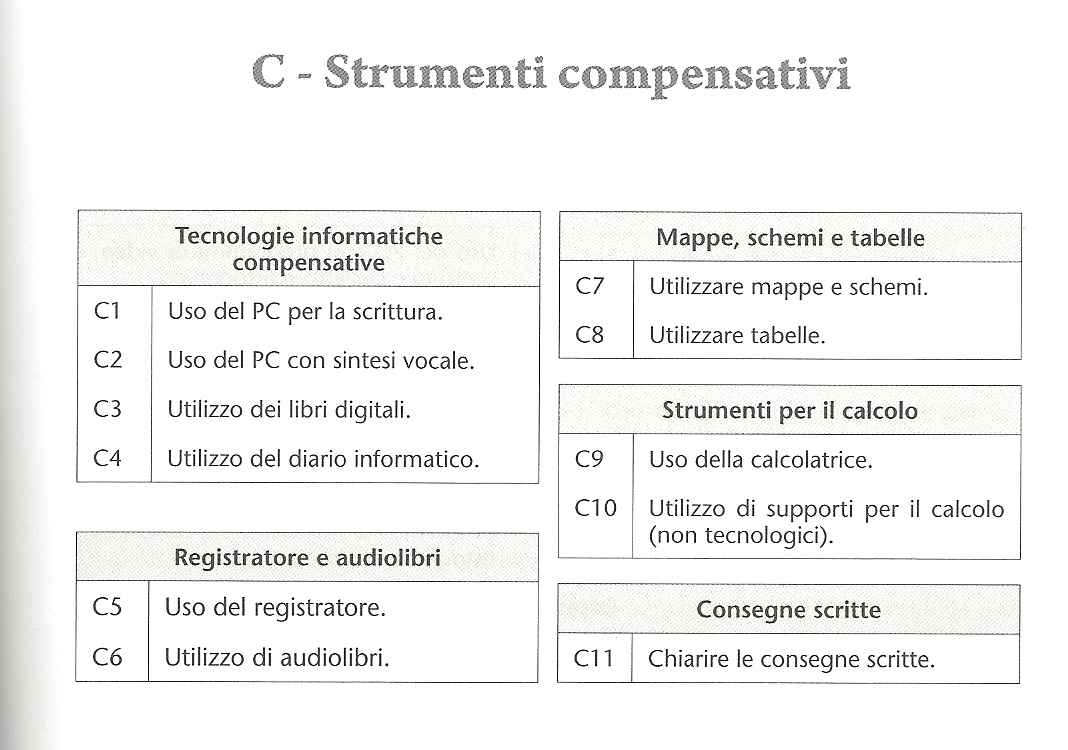 C - Strumenti compensativi
Tecnologie informatiche
compensative
C1 Uso del PC per la scrittura.
C2 Uso del PC con sintesi vocale.
C3 Utilizzo dei libri digitali.
C4 Utilizzo del diario informatico.
Registratore e audiolibri
C5 Uso del registratore.
C6 Utilizzo di audiolibri.
Mappe, schemi e tabelle
C7 Utilizzare mappe e schemi.
C8 Utilizzare tabelle.
Strumenti per il calcolo
C9 Uso della calcolatrice.
C10 Utilizzo di supporti per il calcolo
(non tecnologici).
Consegne scritte
C11 Chiarire le consegne scritte.